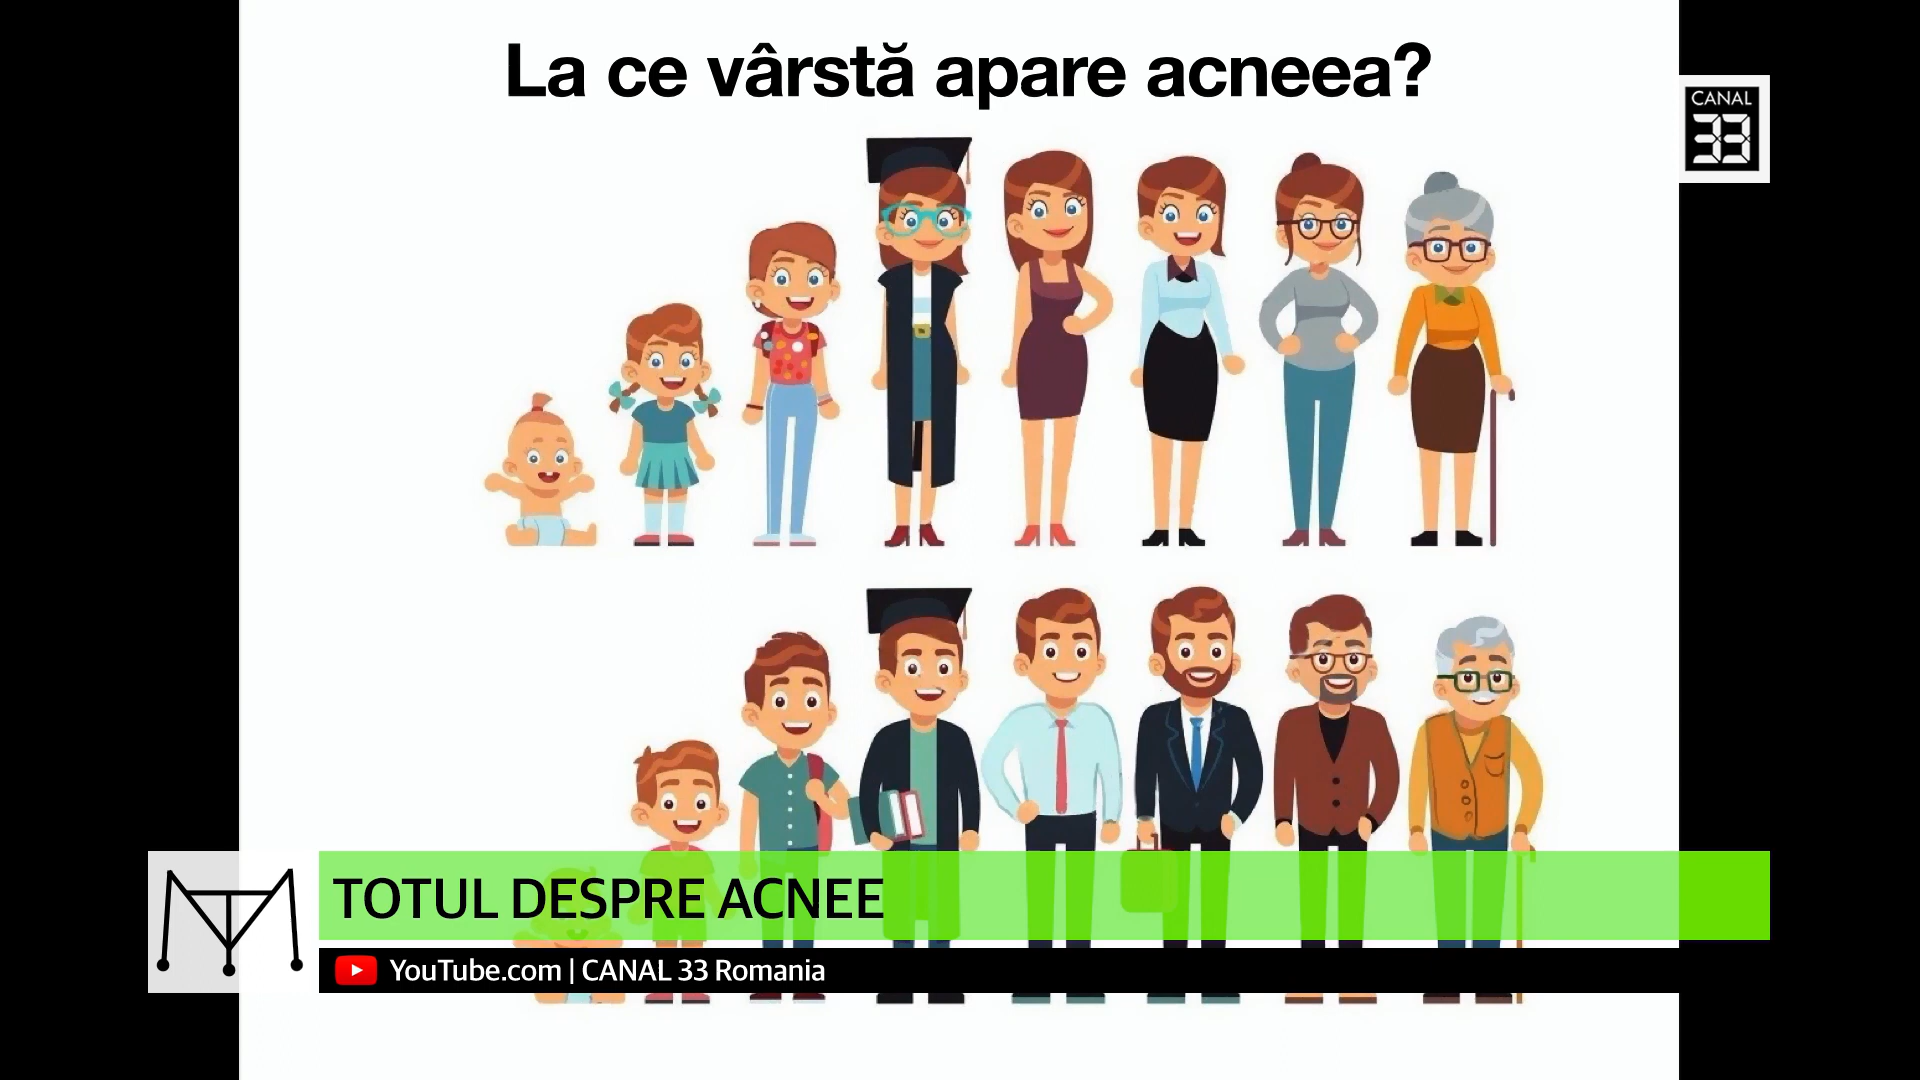 La ce vârstă apare acneea?
CANAL
33
TOTUL DESPRE ACNEE
YouTube.com | CANAL 33 Romania